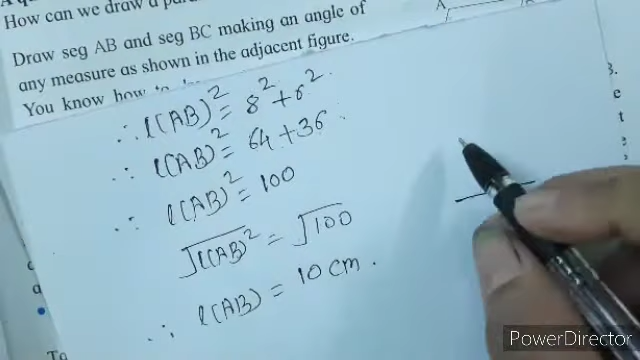 How can we draw a
Draw seg AB and seg BC making an angle of
any measure as shown in the adjacent figure.
You know how to
A
∴ l(AB)² = 8² + 6².
∴ l(AB)² = 64 + 36.
∴ l(AB)² = 100
√l(AB)² = √100
∴ l(AB) = 10 cm.
To
PowerDirector